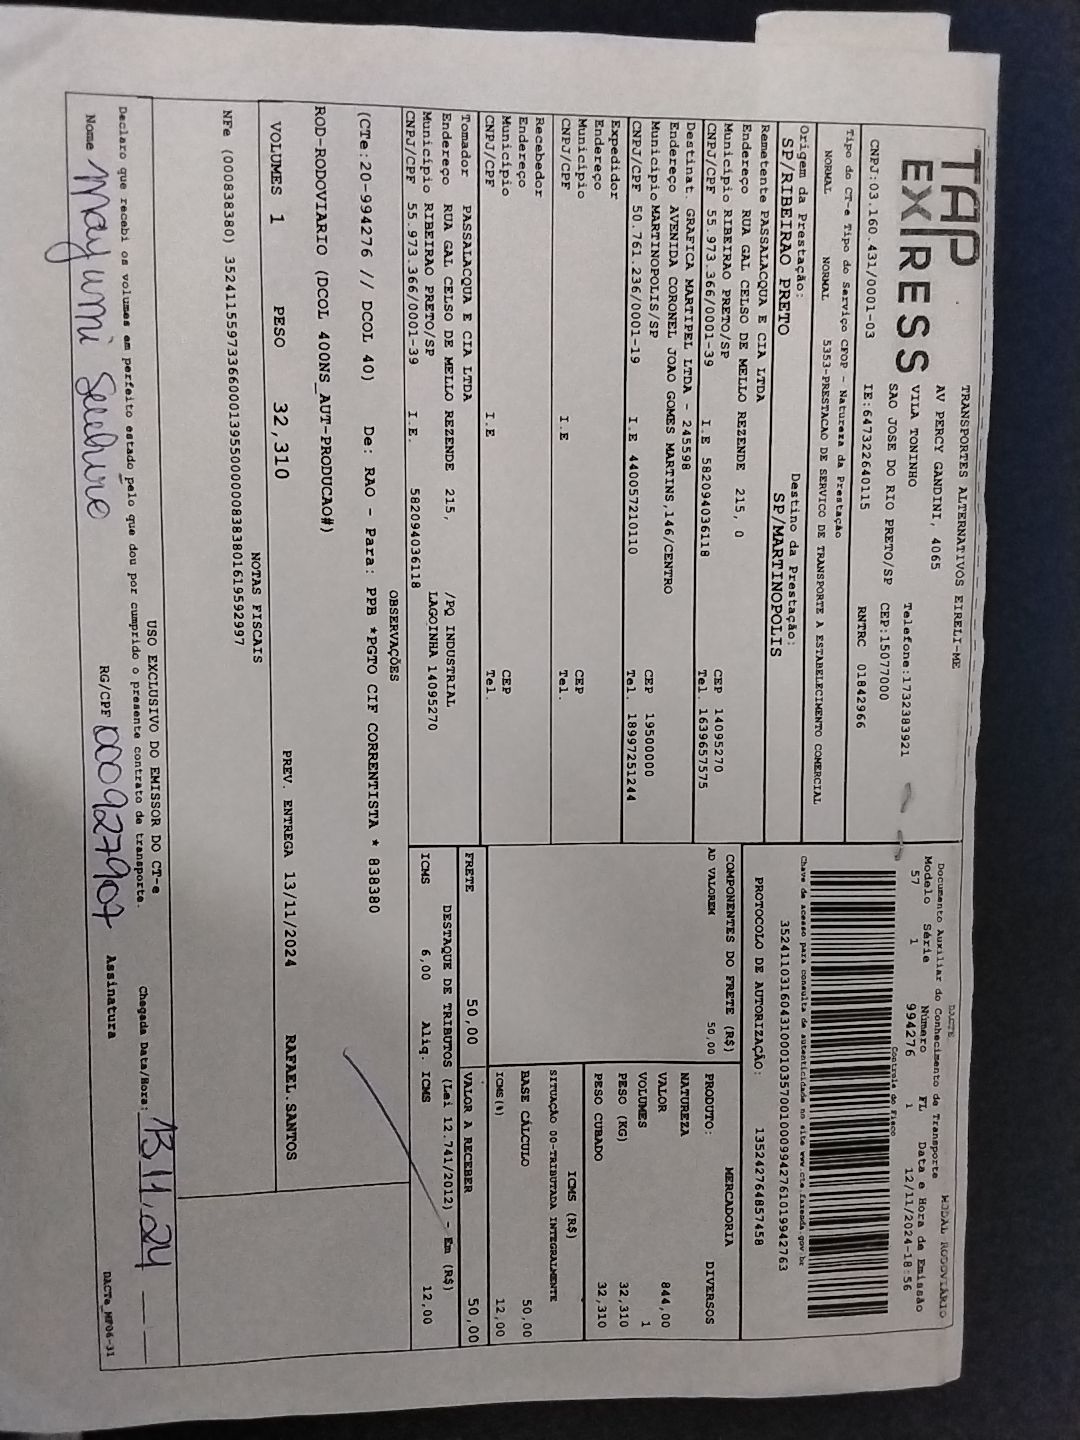 TAP
EXPRESS
TRANSPORTES ALTERNATIVOS EIRELI-ME
AV PERCY GANDINI, 4065
VILA TONINHO Telefone:1732383921
SAO JOSE DO RIO PRETO/SP CEP:15077000
CNPJ:03.160.431/0001-03 IE:647322640115 RNTRC 01842966
DACTE MODAL RODOVIÁRIO
Documento Auxiliar do Conhecimento de Transporte
Modelo Série Número FL Data e Hora de Emissão
57 1 994276 1 12/11/2024-18:56
Controle do Fisco
Chave de acesso para consulta de autenticidade no site www.cte.fazenda.gov.br
35241103160431000103570010009942761019942763
PROTOCOLO DE AUTORIZAÇÃO: 135242764857458
Tipo do CT-e Tipo do Serviço CFOP - Natureza da Prestação
NORMAL NORMAL 5353-PRESTACAO DE SERVICO DE TRANSPORTE A ESTABELECIMENTO COMERCIAL
Origem da Prestação: Destino da Prestação:
SP/RIBEIRAO PRETO SP/MARTINOPOLIS
Remetente PASSALACQUA E CIA LTDA
Endereço RUA GAL CELSO DE MELLO REZENDE 215, 0
Município RIBEIRAO PRETO/SP CEP 14095270
CNPJ/CPF 55.973.366/0001-39 I.E 582094036118 Tel. 1639657575
Destinat. GRAFICA MARTIPEL LTDA - 245598
Endereço AVENIDA CORONEL JOAO GOMES MARTINS,146/CENTRO
Município MARTINOPOLIS/SP CEP 19500000
CNPJ/CPF 50.761.236/0001-19 I.E 440057210110 Tel. 18997251244
Expedidor
Endereço
Município CEP
CNPJ/CPF I.E Tel.
Recebedor
Endereço
Município CEP
CNPJ/CPF I.E Tel.
Tomador PASSALACQUA E CIA LTDA
Endereço RUA GAL CELSO DE MELLO REZENDE 215, /PQ INDUSTRIAL
Município RIBEIRAO PRETO/SP LAGOINHA 14095270
CNPJ/CPF 55.973.366/0001-39 I.E. 582094036118
COMPONENTES DO FRETE (R$)
AD VALOREM 50,00
PRODUTO: MERCADORIA DIVERSOS
NATUREZA
VALOR 844,00
VOLUMES 1
PESO (KG) 32,310
PESO CUBADO 32,310
ICMS (R$)
SITUAÇÃO 00-TRIBUTADA INTEGRALMENTE
BASE CÁLCULO 50,00
ICMS(%) 12,00
FRETE 50,00 VALOR A RECEBER 50,00
DESTAQUE DE TRIBUTOS (Lei 12.741/2012) - Em (R$)
ICMS 6,00 Aliq. ICMS 12,00
OBSERVAÇÕES
(CTe:20-994276 // DCOL 40) De: RAO - Para: PPB *PGTO CIF CORRENTISTA * 838380
ROD-RODOVIARIO (DCOL 400NS_AUT-PRODUCAO#)
VOLUMES 1 PESO 32,310 PREV. ENTREGA 13/11/2024 RAFAEL.SANTOS
NOTAS FISCAIS
NFe (000838380) 35241155973366000139550000008383801619592997
USO EXCLUSIVO DO EMISSOR DO CT-e
Declaro que recebi os volumes em perfeito estado pelo que dou por cumprido o presente contrato de transporte. Chegada Data/Hora: 13/11,24
Nome Mayumi RG/CPF Assinatura
DACTe_MF06-31